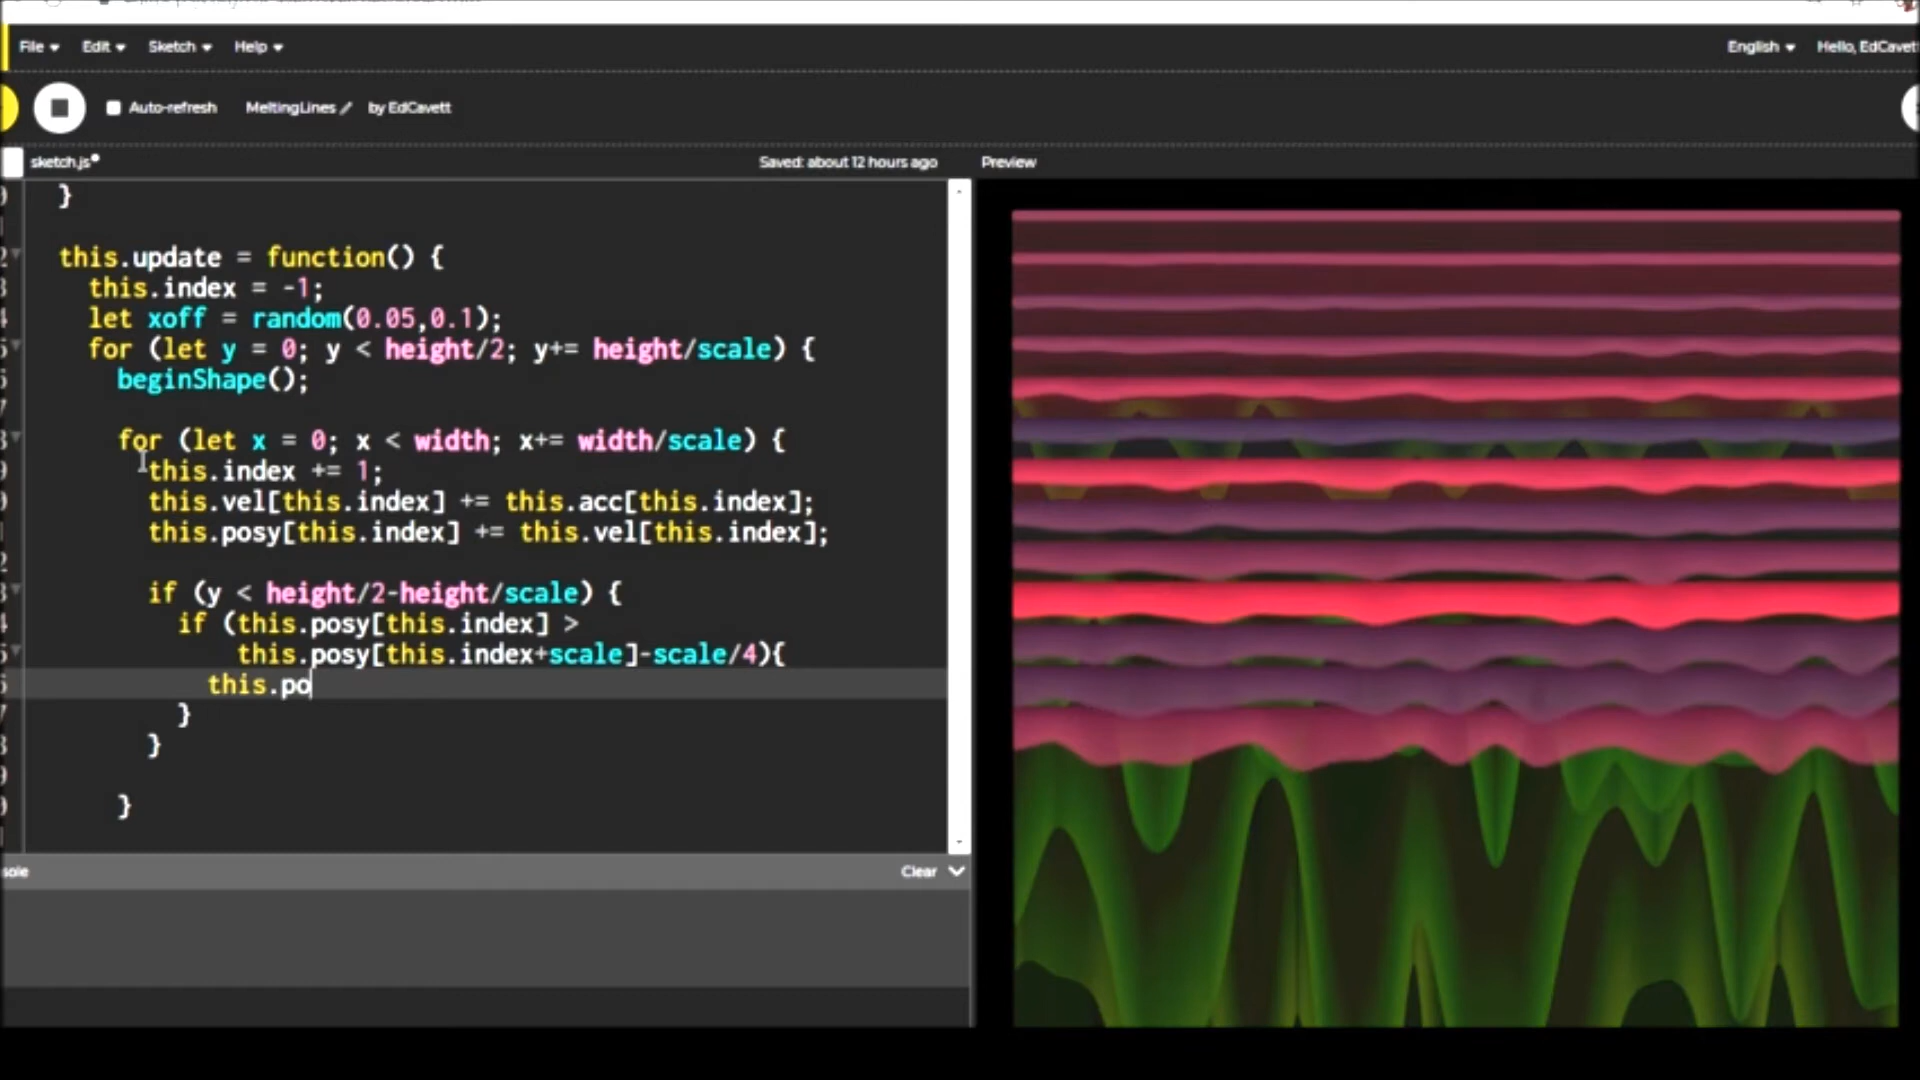 File Edit Sketch Help English Hello, EdCavett
Auto-refresh MeltingLines by EdCavett
sketch.js Saved: about 12 hours ago Preview
}
this.update = function() {
this.index = -1;
let xoff = random(0.05,0.1);
for (let y = 0; y < height/2; y+= height/scale) {
beginShape();
for (let x = 0; x < width; x+= width/scale) {
this.index += 1;
this.vel[this.index] += this.acc[this.index];
this.posy[this.index] += this.vel[this.index];
if (y < height/2-height/scale) {
if (this.posy[this.index] >
this.posy[this.index+scale]-scale/4){
this.po
}
}
}
sole Clear